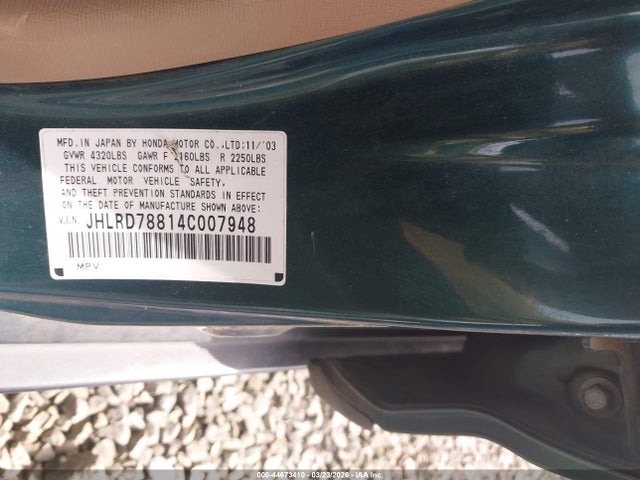 MFD. IN JAPAN BY HONDA MOTOR CO., LTD; 11/'03
GVWR 4320LBS GAWR F 2160LBS R 2250LBS
THIS VEHICLE CONFORMS TO ALL APPLICABLE
FEDERAL MOTOR VEHICLE SAFETY,
AND THEFT PREVENTION STANDARDS IN EFFECT
ON THE DATE OF MANUFACTURE SHOWN ABOVE:
V.I.N. JHLRD78814C007948
MPV
000-44673410 - 03/23/2026 - IAA Inc.